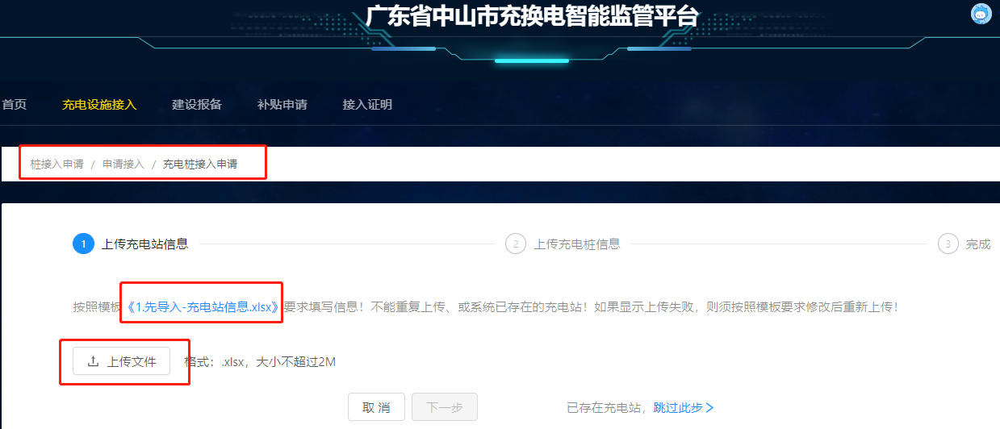 广东省中山市充换电智能监管平台
首页 充电设施接入 建设报备 补贴申请 接入证明
桩接入申请 / 申请接入 / 充电桩接入申请
1 上传充电站信息 2 上传充电桩信息 3 完成
按照模板《1.先导入-充电站信息.xlsx》要求填写信息！不能重复上传、或系统已存在的充电站！如果显示上传失败，则须按照模板要求修改后重新上传！
上传文件 格式：.xlsx，大小不超过2M
取 消 下一步 已存在充电站，跳过此步 >